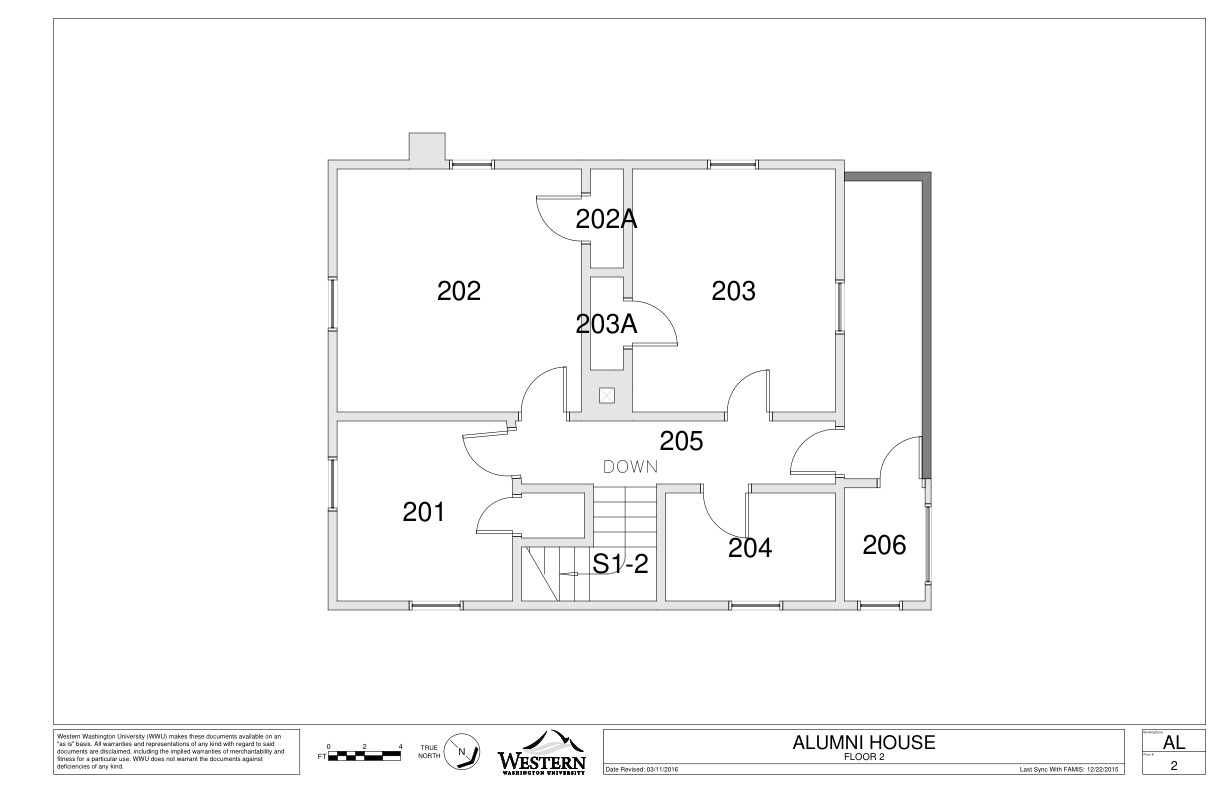 202A
202
203
203A
205
DOWN
201
204
206
S1-2
Western Washington University (WWU) makes these documents available on an
"as is" basis. All warranties and representations of any kind with regard to said
documents are disclaimed, including the implied warranties of merchantability and
fitness for a particular use. WWU does not warrant the documents against
deficiencies of any kind.
0 2 4
FT
TRUE
NORTH
N
WESTERN
WASHINGTON UNIVERSITY
ALUMNI HOUSE
FLOOR 2
Date Revised: 03/11/2016
Last Sync With FAMIS: 12/22/2015
AL
2